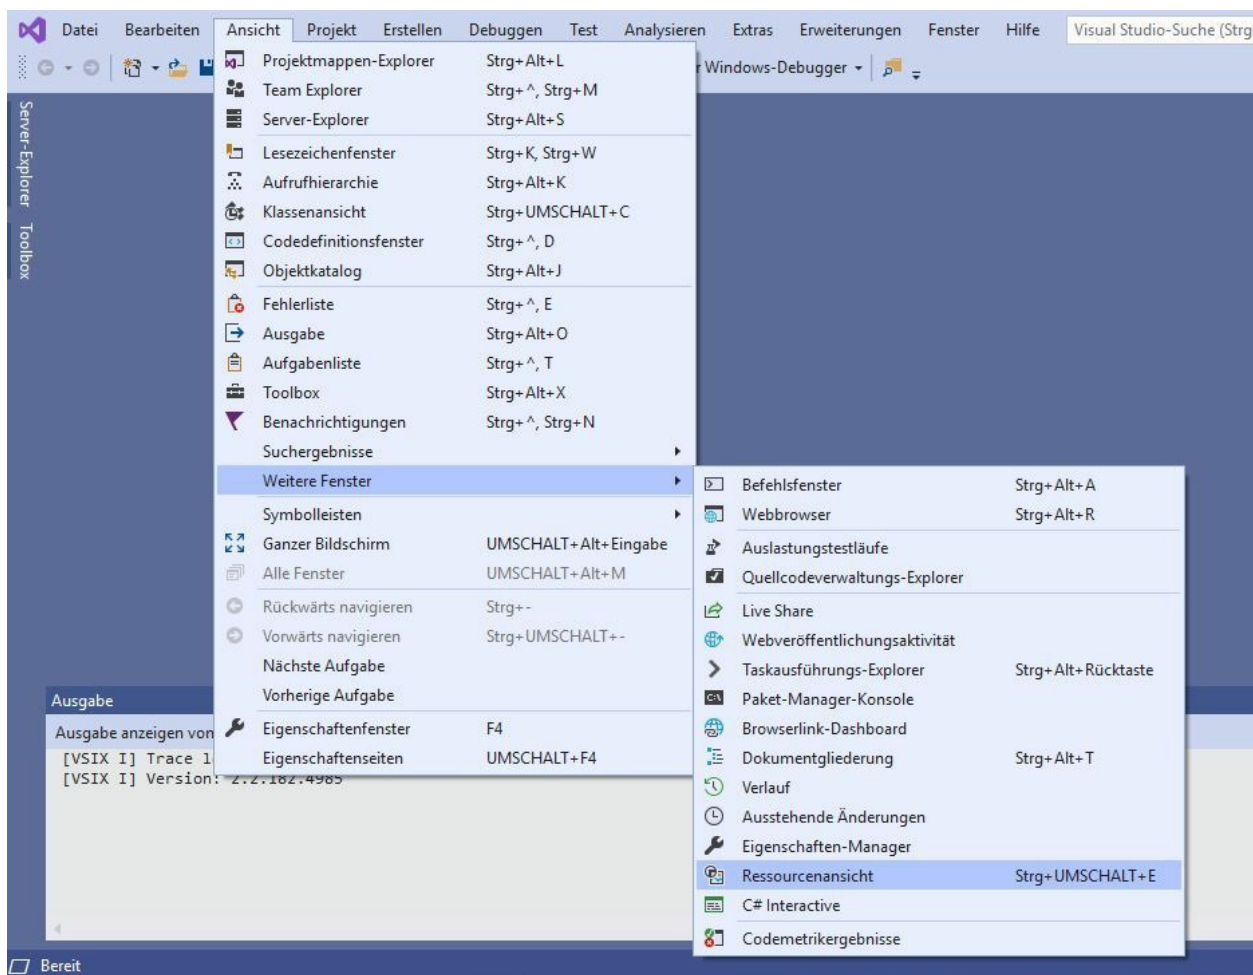 Datei Bearbeiten Ansicht Projekt Erstellen Debuggen Test Analysieren Extras Erweiterungen Fenster Hilfe Visual Studio-Suche (Strg
r Windows-Debugger
Server-Explorer
Toolbox
Projektmappen-Explorer Strg+Alt+L
Team Explorer Strg+^, Strg+M
Server-Explorer Strg+Alt+S
Lesezeichenfenster Strg+K, Strg+W
Aufrufhierarchie Strg+Alt+K
Klassenansicht Strg+UMSCHALT+C
Codedefinitionsfenster Strg+^, D
Objektkatalog Strg+Alt+J
Fehlerliste Strg+^, E
Ausgabe Strg+Alt+O
Aufgabenliste Strg+^, T
Toolbox Strg+Alt+X
Benachrichtigungen Strg+^, Strg+N
Suchergebnisse
Weitere Fenster
Symbolleisten
Ganzer Bildschirm UMSCHALT+Alt+Eingabe
Alle Fenster UMSCHALT+Alt+M
Rückwärts navigieren Strg+-
Vorwärts navigieren Strg+UMSCHALT+-
Nächste Aufgabe
Vorherige Aufgabe
Eigenschaftenfenster F4
Eigenschaftenseiten UMSCHALT+F4
Befehlsfenster Strg+Alt+A
Webbrowser Strg+Alt+R
Auslastungstestläufe
Quellcodeverwaltungs-Explorer
Live Share
Webveröffentlichungsaktivität
Taskausführungs-Explorer Strg+Alt+Rücktaste
Paket-Manager-Konsole
Browserlink-Dashboard
Dokumentgliederung Strg+Alt+T
Verlauf
Ausstehende Änderungen
Eigenschaften-Manager
Ressourcenansicht Strg+UMSCHALT+E
C# Interactive
Codemetrikergebnisse
Ausgabe
Ausgabe anzeigen von
[VSIX I] Trace l
[VSIX I] Version: 2.2.182.4985
Bereit